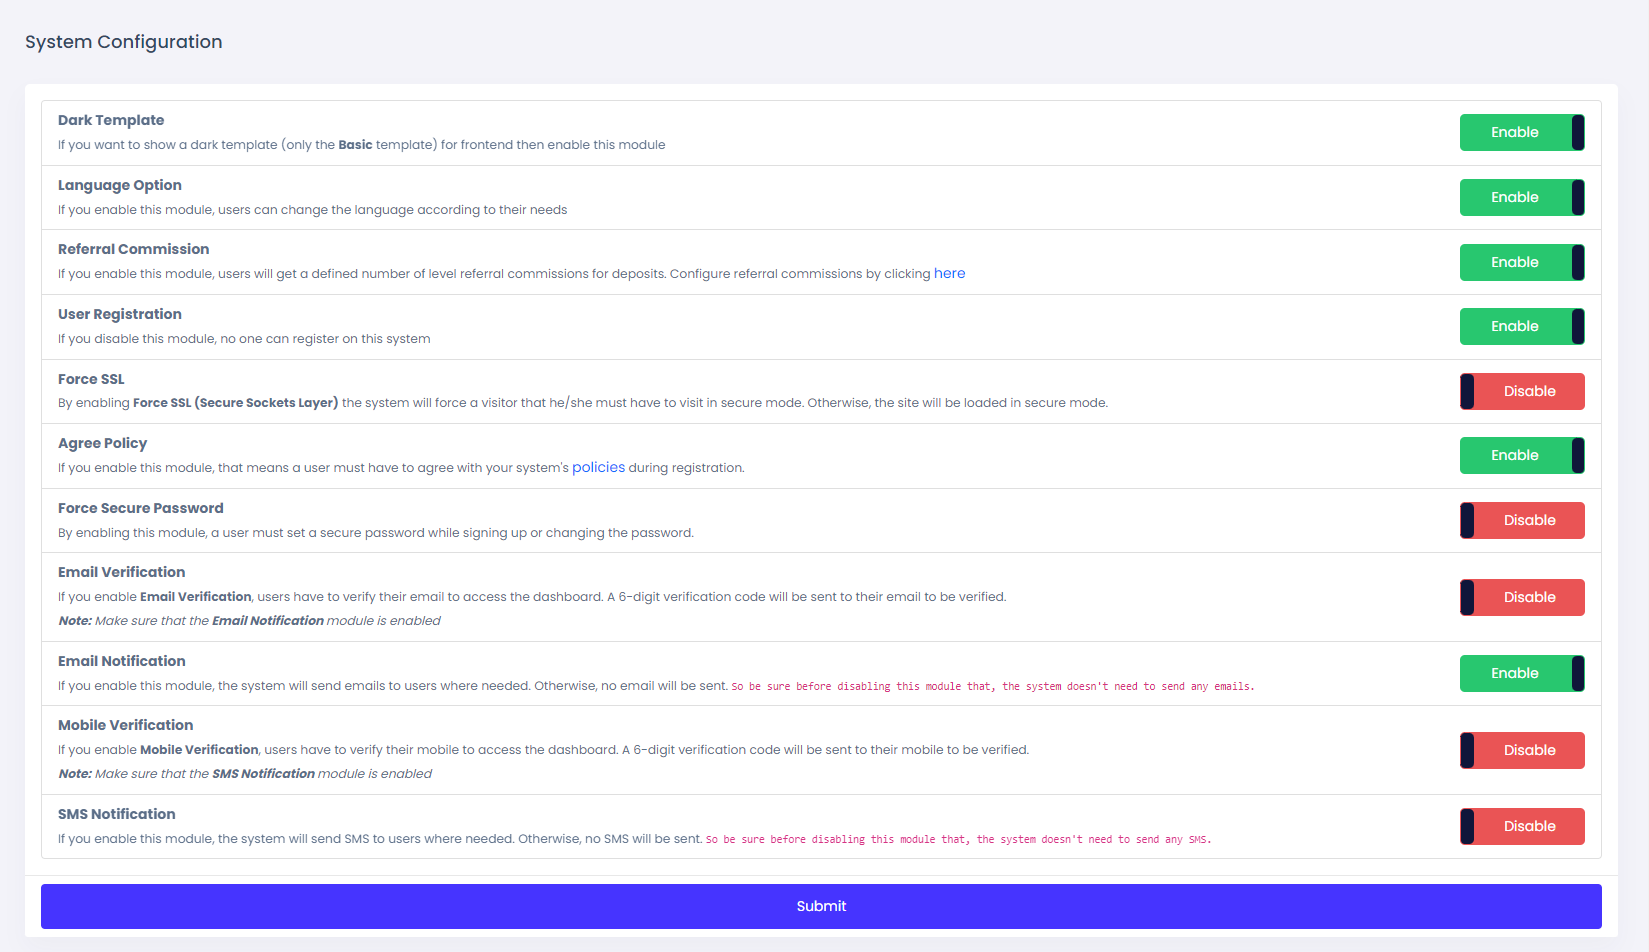 System Configuration
Dark Template
If you want to show a dark template (only the Basic template) for frontend then enable this module
Enable
Language Option
If you enable this module, users can change the language according to their needs
Enable
Referral Commission
If you enable this module, users will get a defined number of level referral commissions for deposits. Configure referral commissions by clicking here
Enable
User Registration
If you disable this module, no one can register on this system
Enable
Force SSL
By enabling Force SSL (Secure Sockets Layer) the system will force a visitor that he/she must have to visit in secure mode. Otherwise, the site will be loaded in secure mode.
Disable
Agree Policy
If you enable this module, that means a user must have to agree with your system's policies during registration.
Enable
Force Secure Password
By enabling this module, a user must set a secure password while signing up or changing the password.
Disable
Email Verification
If you enable Email Verification, users have to verify their email to access the dashboard. A 6-digit verification code will be sent to their email to be verified.
Note: Make sure that the Email Notification module is enabled
Disable
Email Notification
If you enable this module, the system will send emails to users where needed. Otherwise, no email will be sent. So be sure before disabling this module that, the system doesn't need to send any emails.
Enable
Mobile Verification
If you enable Mobile Verification, users have to verify their mobile to access the dashboard. A 6-digit verification code will be sent to their mobile to be verified.
Note: Make sure that the SMS Notification module is enabled
Disable
SMS Notification
If you enable this module, the system will send SMS to users where needed. Otherwise, no SMS will be sent. So be sure before disabling this module that, the system doesn't need to send any SMS.
Disable
Submit